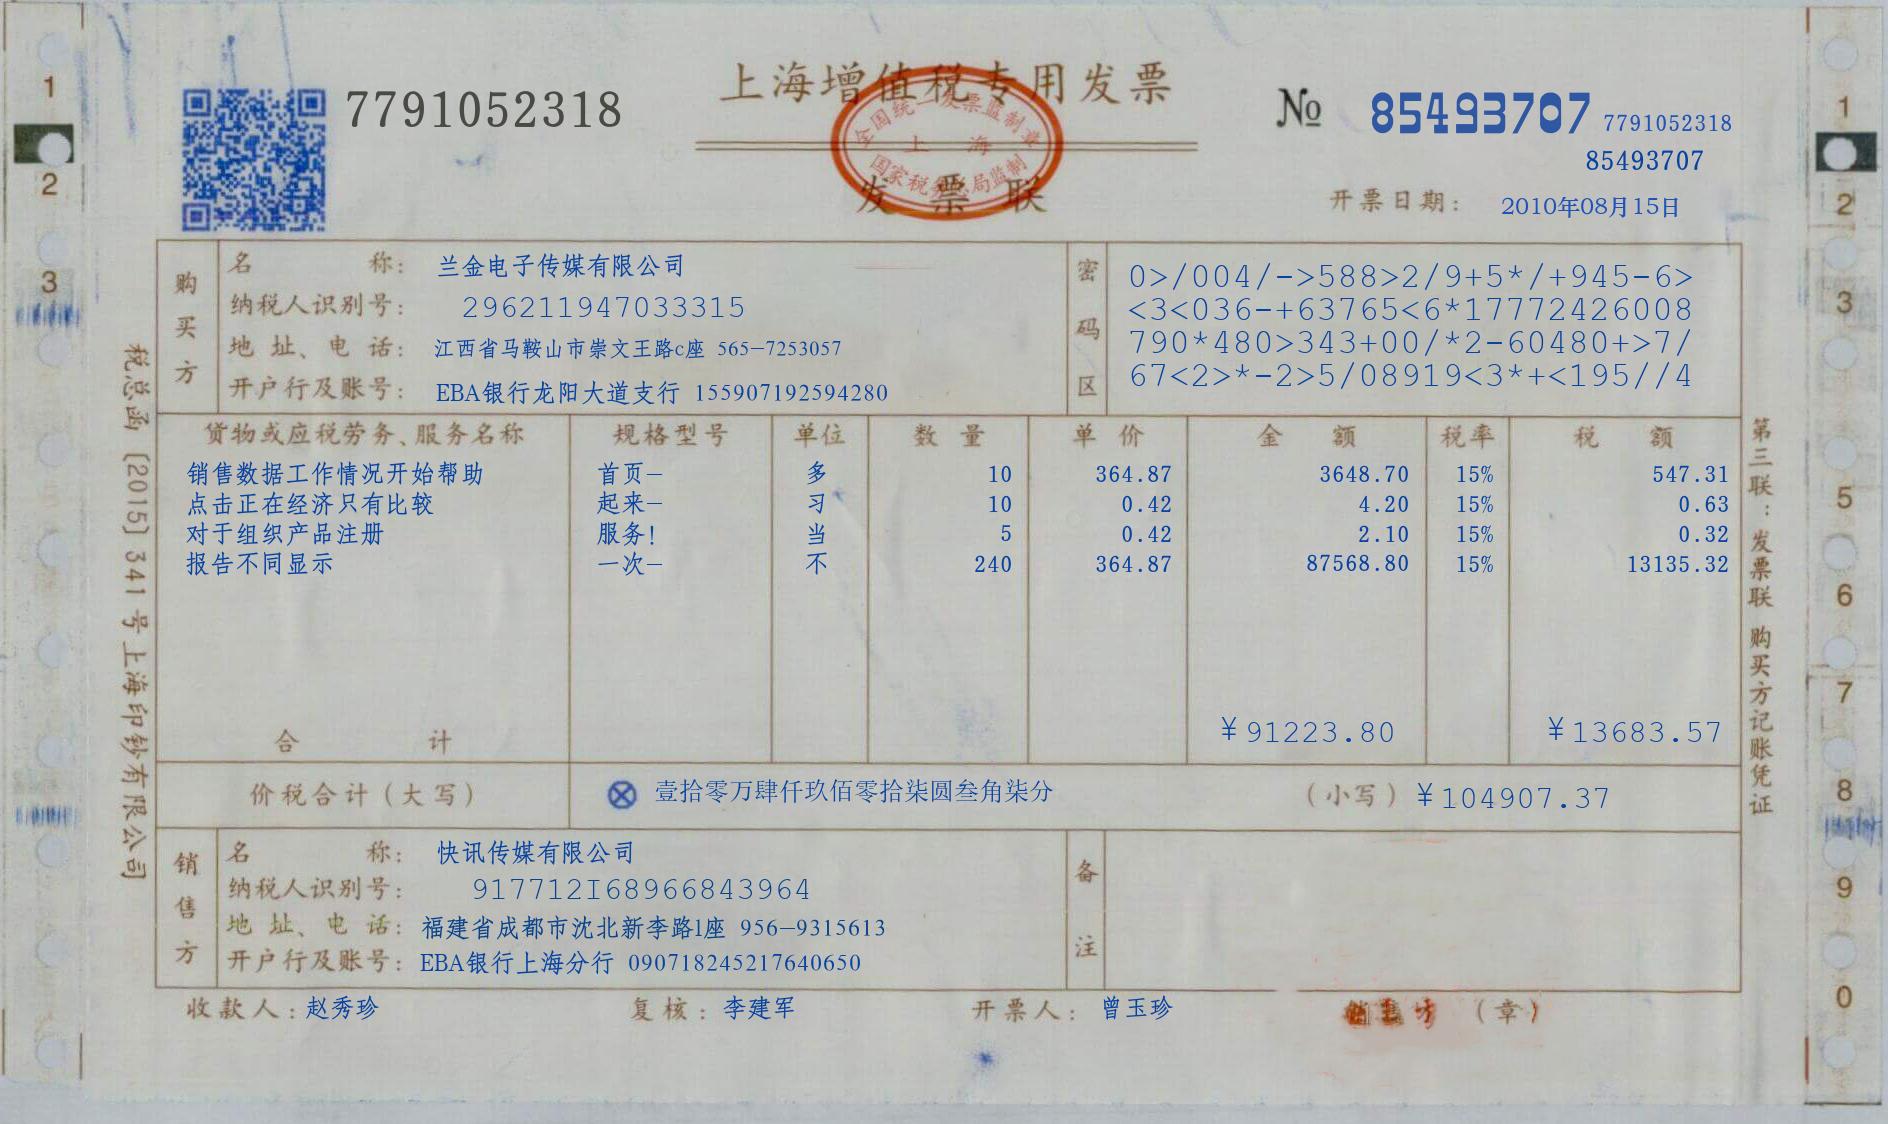 上海增值税专用发票
发票联
全国统一发票监制章
上海
国家税务总局监制
7791052318
№ 85493707 7791052318
85493707
开票日期： 2010年08月15日
购买方
名称： 兰金电子传媒有限公司
纳税人识别号： 296211947033315
地址、电话： 江西省马鞍山市崇文王路c座 565-7253057
开户行及账号： EBA银行龙阳大道支行 155907192594280
密码区
0>/004/->588>2/9+5*/+945-6>
<3<036-+63765<6*17772426008
790*480>343+00/*2-60480+>7/
67<2>*-2>5/08919<3*+<195//4
货物或应税劳务、服务名称 规格型号 单位 数量 单价 金额 税率 税额
销售数据工作情况开始帮助 首页- 多 10 364.87 3648.70 15% 547.31
点击正在经济只有比较 起来- 习 10 0.42 4.20 15% 0.63
对于组织产品注册 服务! 当 5 0.42 2.10 15% 0.32
报告不同显示 一次- 不 240 364.87 87568.80 15% 13135.32
合计 ¥91223.80 ¥13683.57
价税合计（大写） ⊗ 壹拾零万肆仟玖佰零拾柒圆叁角柒分 （小写）¥104907.37
销售方
名称： 快讯传媒有限公司
纳税人识别号： 917712I68966843964
地址、电话： 福建省成都市沈北新李路1座 956-9315613
开户行及账号： EBA银行上海分行 090718245217640650
备注
收款人：赵秀珍 复核：李建军 开票人：曾玉珍 （章）
税总函［2015］341号上海印钞有限公司
第三联：发票联 购买方记账凭证
1
2
3
1
2
3
5
6
7
8
9
0